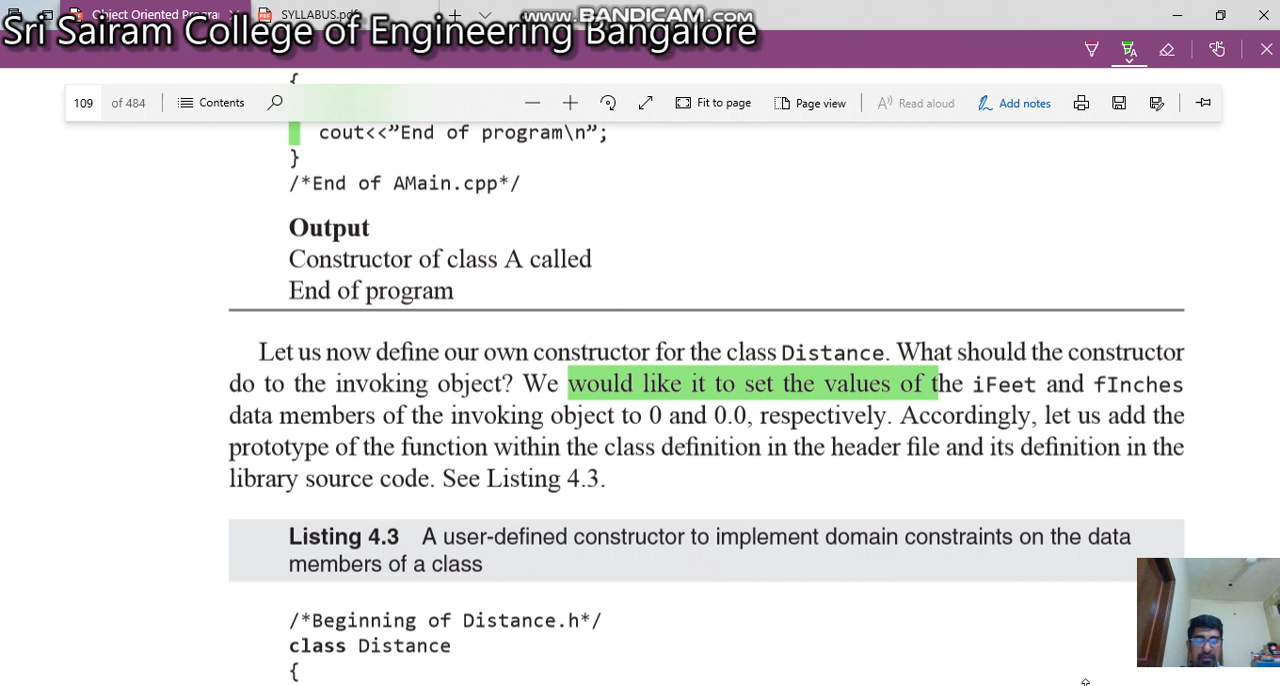 Object Oriented Progra
SYLLABUS.pdf
www.BANDICAM.com
Sri Sairam College of Engineering Bangalore
{
109 of 484 Contents Fit to page Page view Read aloud Add notes
cout<<”End of program\n”;
}
/*End of AMain.cpp*/
Output
Constructor of class A called
End of program
Let us now define our own constructor for the class Distance. What should the constructor
do to the invoking object? We would like it to set the values of the iFeet and fInches
data members of the invoking object to 0 and 0.0, respectively. Accordingly, let us add the
prototype of the function within the class definition in the header file and its definition in the
library source code. See Listing 4.3.
Listing 4.3 A user-defined constructor to implement domain constraints on the data
members of a class
/*Beginning of Distance.h*/
class Distance
{